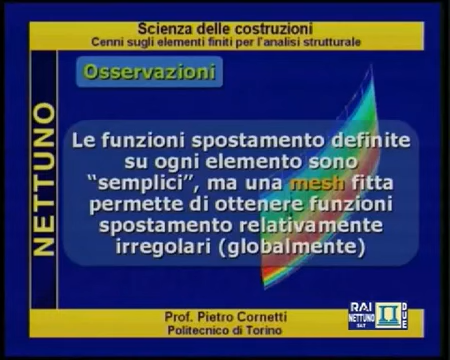 Scienza delle costruzioni
Cenni sugli elementi finiti per l'analisi strutturale
Osservazioni
NETTUNO
Le funzioni spostamento definite
su ogni elemento sono
“semplici”, ma una mesh fitta
permette di ottenere funzioni
spostamento relativamente
irregolari (globalmente)
Prof. Pietro Cornetti
Politecnico di Torino
RAI
NETTUNO
SAT
DUE